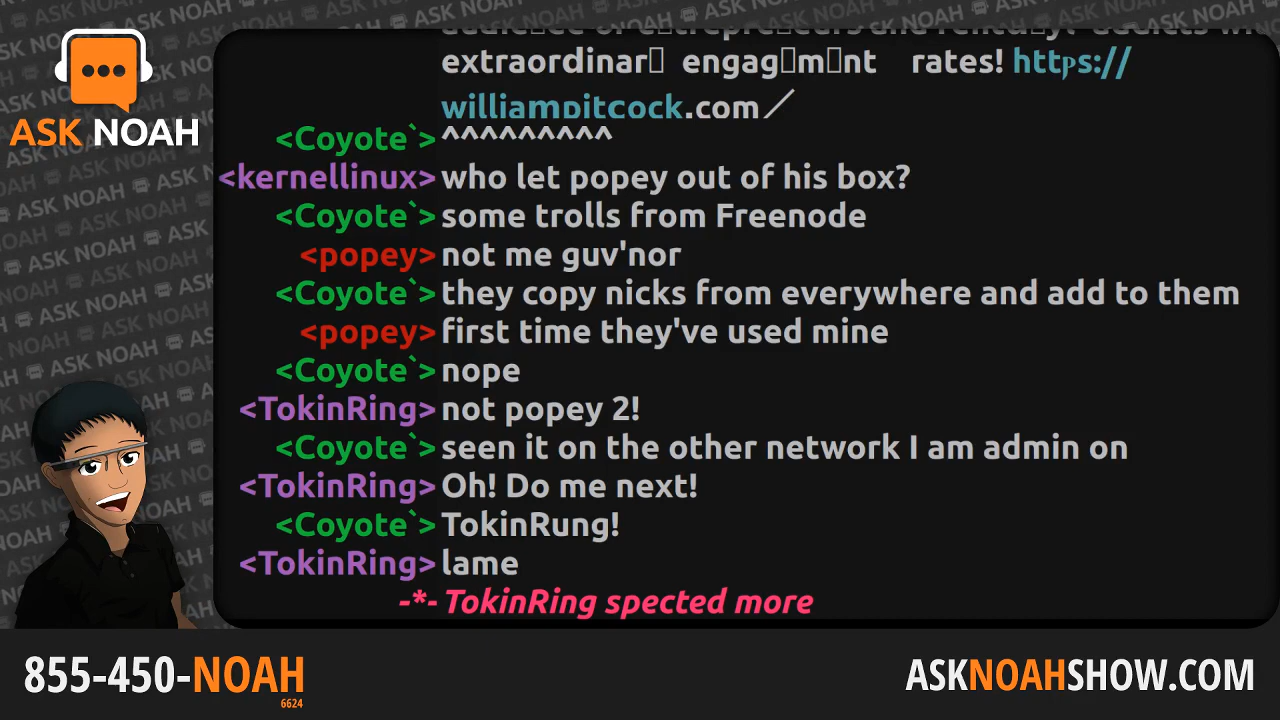 extraordinar▯ engag▯m▯nt rates! https://
williampitcock.com／
<Coyote`> ^^^^^^^^^
<kernellinux> who let popey out of his box?
<Coyote`> some trolls from Freenode
<popey> not me guv'nor
<Coyote`> they copy nicks from everywhere and add to them
<popey> first time they've used mine
<Coyote`> nope
<TokinRing> not popey 2!
<Coyote`> seen it on the other network I am admin on
<TokinRing> Oh! Do me next!
<Coyote`> TokinRung!
<TokinRing> lame
-*- TokinRing spected more
ASK NOAH
855-450-NOAH
6624
ASKNOAHSHOW.COM